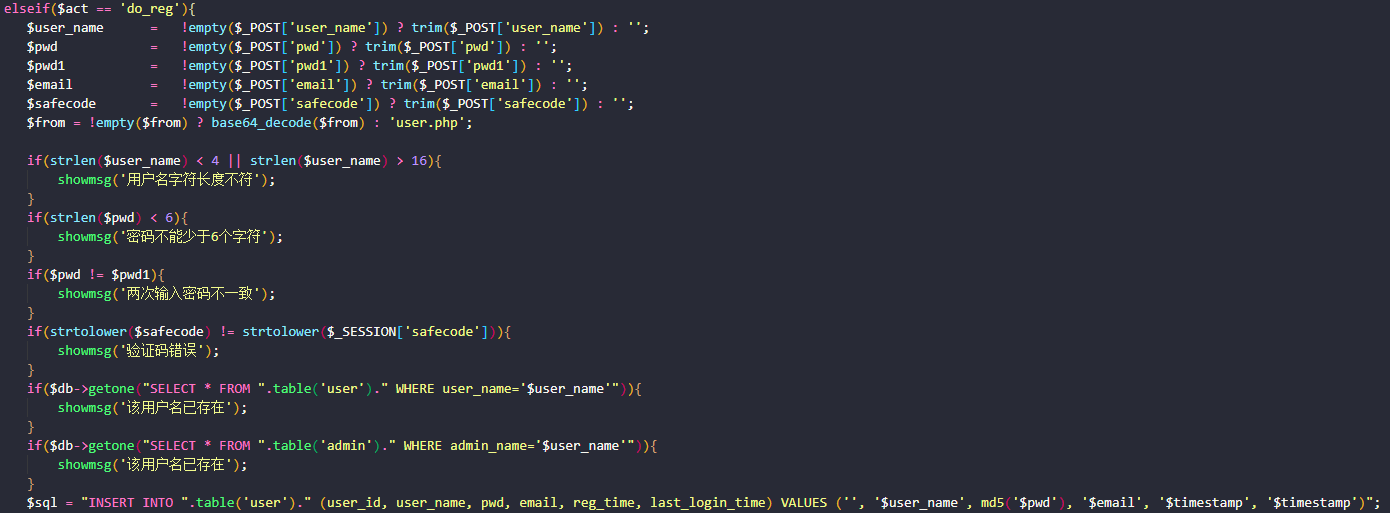 elseif($act == 'do_reg'){
$user_name = !empty($_POST['user_name']) ? trim($_POST['user_name']) : '';
$pwd = !empty($_POST['pwd']) ? trim($_POST['pwd']) : '';
$pwd1 = !empty($_POST['pwd1']) ? trim($_POST['pwd1']) : '';
$email = !empty($_POST['email']) ? trim($_POST['email']) : '';
$safecode = !empty($_POST['safecode']) ? trim($_POST['safecode']) : '';
$from = !empty($from) ? base64_decode($from) : 'user.php';
if(strlen($user_name) < 4 || strlen($user_name) > 16){
showmsg('用户名字符长度不符');
}
if(strlen($pwd) < 6){
showmsg('密码不能少于6个字符');
}
if($pwd != $pwd1){
showmsg('两次输入密码不一致');
}
if(strtolower($safecode) != strtolower($_SESSION['safecode'])){
showmsg('验证码错误');
}
if($db->getone("SELECT * FROM ".table('user')." WHERE user_name='$user_name'")){
showmsg('该用户名已存在');
}
if($db->getone("SELECT * FROM ".table('admin')." WHERE admin_name='$user_name'")){
showmsg('该用户名已存在');
}
$sql = "INSERT INTO ".table('user')." (user_id, user_name, pwd, email, reg_time, last_login_time) VALUES ('', '$user_name', md5('$pwd'), '$email', '$timestamp', '$timestamp')";